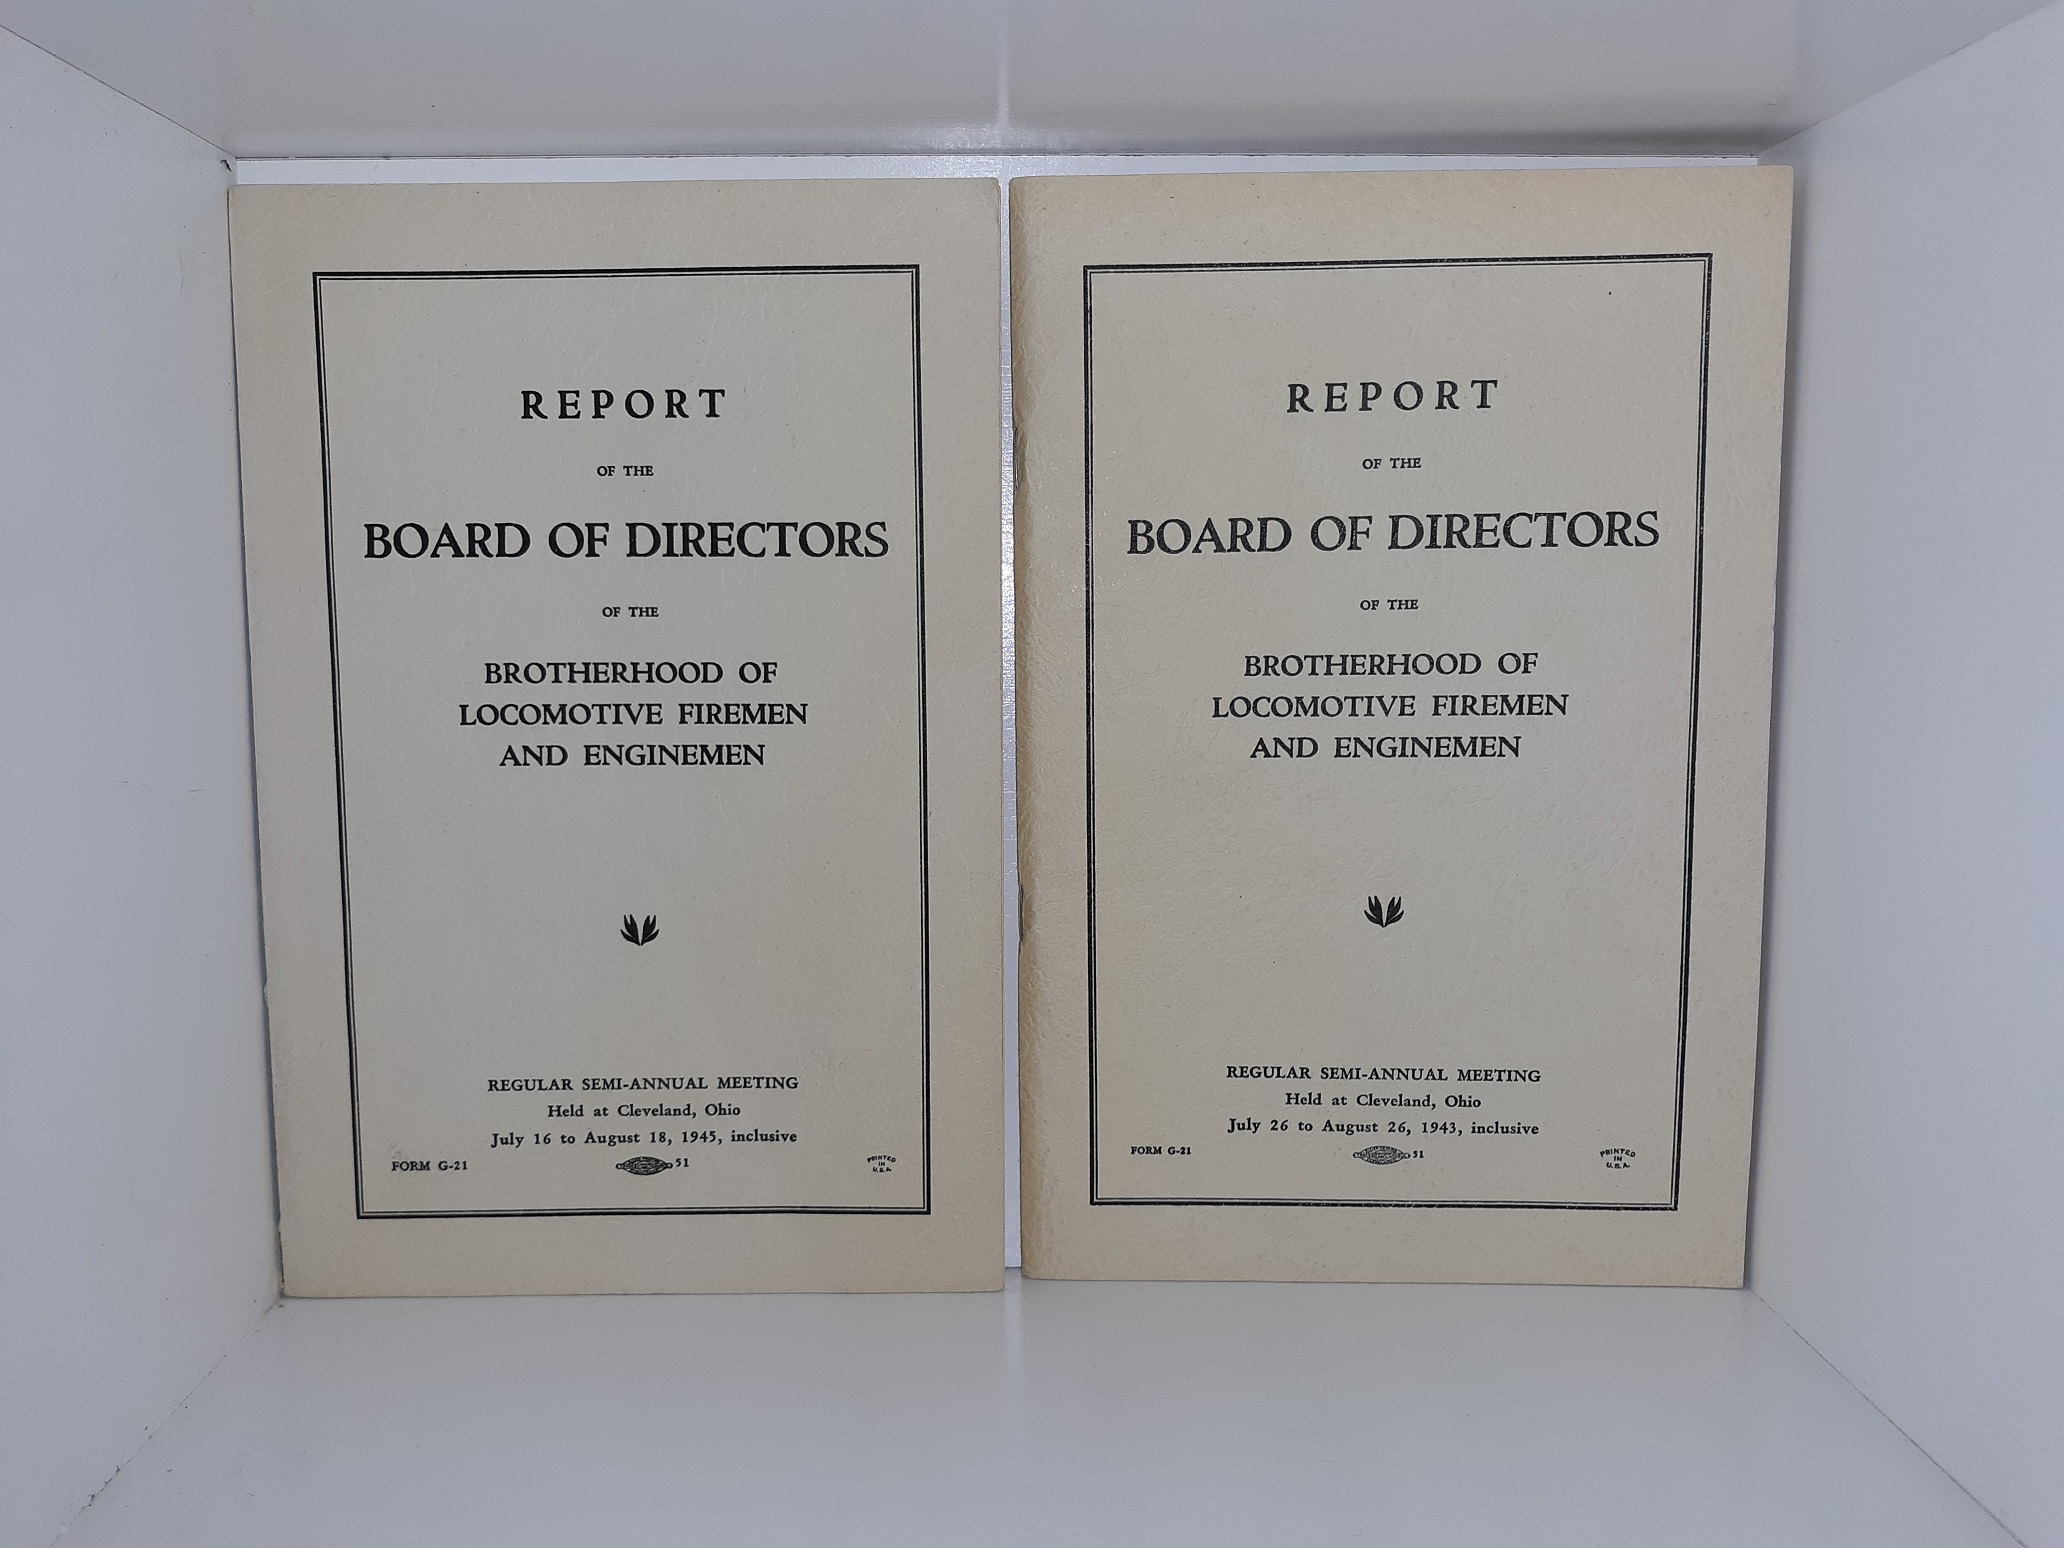 REPORT
OF THE
BOARD OF DIRECTORS
OF THE
BROTHERHOOD OF
LOCOMOTIVE FIREMEN
AND ENGINEMEN
REGULAR SEMI-ANNUAL MEETING
Held at Cleveland, Ohio
July 16 to August 18, 1945, inclusive
FORM G-21
51
PRINTED
IN
U.S.A.
REPORT
OF THE
BOARD OF DIRECTORS
OF THE
BROTHERHOOD OF
LOCOMOTIVE FIREMEN
AND ENGINEMEN
REGULAR SEMI-ANNUAL MEETING
Held at Cleveland, Ohio
July 26 to August 26, 1943, inclusive
FORM G-21
51
PRINTED
IN
U.S.A.